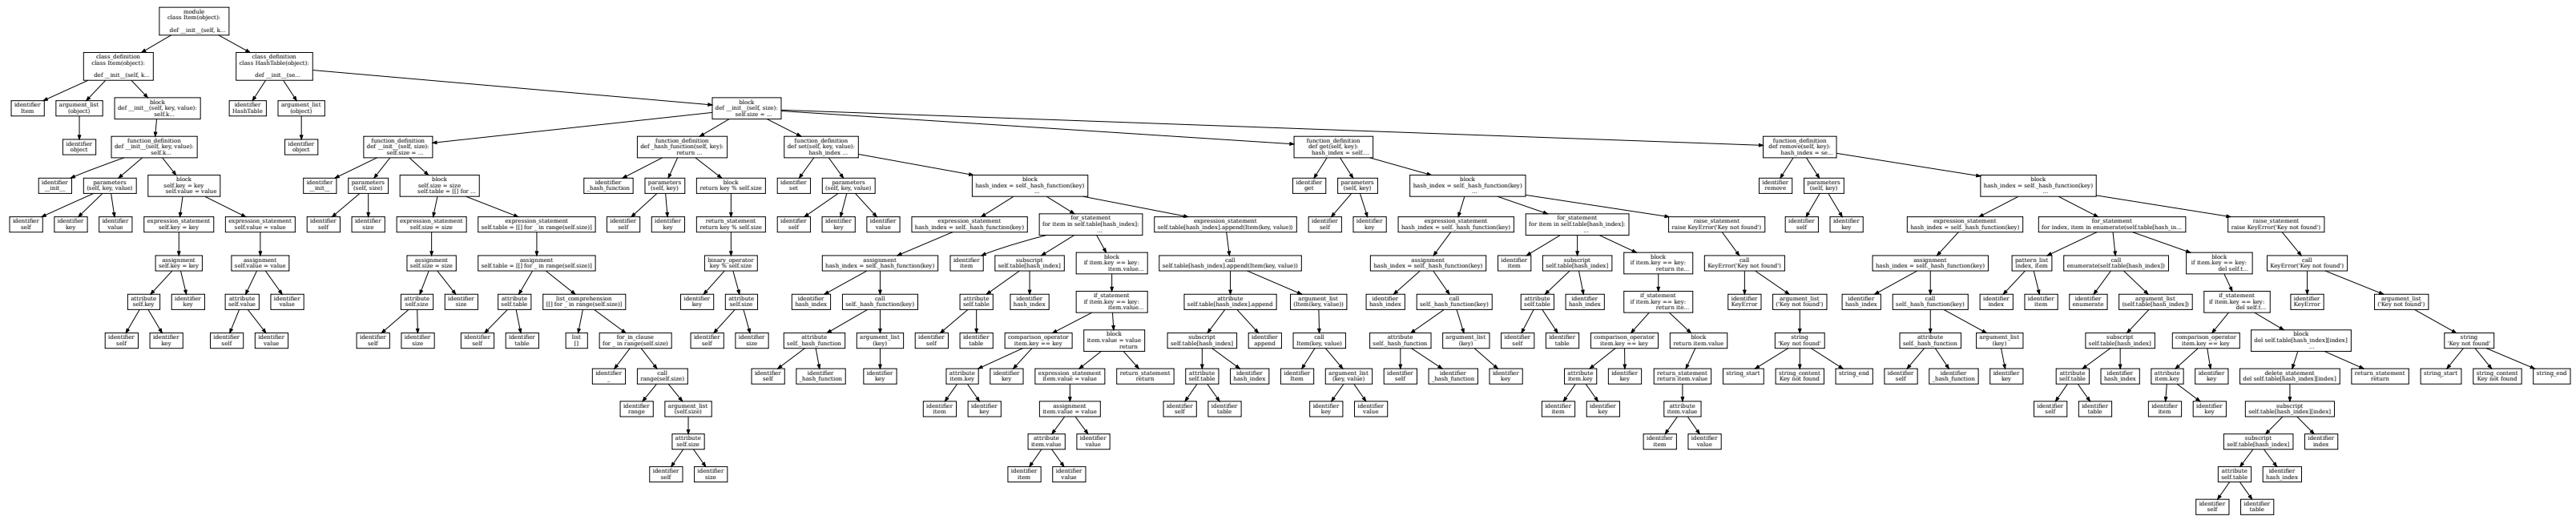 module
class Item(object):
def __init__(self, k...
class_definition
class Item(object):
def __init__(self, k...
class_definition
class HashTable(object):
def __init__(se...
identifier
Item
argument_list
(object)
block
def __init__(self, key, value):
self.k...
identifier
HashTable
argument_list
(object)
block
def __init__(self, size):
self.size = ...
identifier
object
function_definition
def __init__(self, key, value):
self.k...
identifier
object
function_definition
def __init__(self, size):
self.size = ...
function_definition
def _hash_function(self, key):
return ...
function_definition
def set(self, key, value):
hash_index ...
function_definition
def get(self, key):
hash_index = self....
function_definition
def remove(self, key):
hash_index = se...
identifier
__init__
parameters
(self, key, value)
block
self.key = key
self.value = value
identifier
__init__
parameters
(self, size)
block
self.size = size
self.table = [[] for ...
identifier
_hash_function
parameters
(self, key)
block
return key % self.size
identifier
set
parameters
(self, key, value)
block
hash_index = self._hash_function(key)
...
identifier
get
parameters
(self, key)
block
hash_index = self._hash_function(key)
...
identifier
remove
parameters
(self, key)
block
hash_index = self._hash_function(key)
...
identifier
self
identifier
key
identifier
value
expression_statement
self.key = key
expression_statement
self.value = value
identifier
self
identifier
size
expression_statement
self.size = size
expression_statement
self.table = [[] for _ in range(self.size)]
identifier
self
identifier
key
return_statement
return key % self.size
identifier
self
identifier
key
identifier
value
expression_statement
hash_index = self._hash_function(key)
for_statement
for item in self.table[hash_index]:
...
expression_statement
self.table[hash_index].append(Item(key, value))
identifier
self
identifier
key
expression_statement
hash_index = self._hash_function(key)
for_statement
for item in self.table[hash_index]:
...
raise_statement
raise KeyError('Key not found')
identifier
self
identifier
key
expression_statement
hash_index = self._hash_function(key)
for_statement
for index, item in enumerate(self.table[hash_in...
raise_statement
raise KeyError('Key not found')
assignment
self.key = key
assignment
self.value = value
assignment
self.size = size
assignment
self.table = [[] for _ in range(self.size)]
binary_operator
key % self.size
assignment
hash_index = self._hash_function(key)
identifier
item
subscript
self.table[hash_index]
block
if item.key == key:
item.value...
call
self.table[hash_index].append(Item(key, value))
assignment
hash_index = self._hash_function(key)
identifier
item
subscript
self.table[hash_index]
block
if item.key == key:
return ite...
call
KeyError('Key not found')
assignment
hash_index = self._hash_function(key)
pattern_list
index, item
call
enumerate(self.table[hash_index])
block
if item.key == key:
del self.t...
call
KeyError('Key not found')
attribute
self.key
identifier
key
attribute
self.value
identifier
value
attribute
self.size
identifier
size
attribute
self.table
list_comprehension
[[] for _ in range(self.size)]
identifier
key
attribute
self.size
identifier
hash_index
call
self._hash_function(key)
attribute
self.table
identifier
hash_index
if_statement
if item.key == key:
item.value...
attribute
self.table[hash_index].append
argument_list
(Item(key, value))
identifier
hash_index
call
self._hash_function(key)
attribute
self.table
identifier
hash_index
if_statement
if item.key == key:
return ite...
identifier
KeyError
argument_list
('Key not found')
identifier
hash_index
call
self._hash_function(key)
identifier
index
identifier
item
identifier
enumerate
argument_list
(self.table[hash_index])
if_statement
if item.key == key:
del self.t...
identifier
KeyError
argument_list
('Key not found')
identifier
self
identifier
key
identifier
self
identifier
value
identifier
self
identifier
size
identifier
self
identifier
table
list
[]
for_in_clause
for _ in range(self.size)
identifier
self
identifier
size
attribute
self._hash_function
argument_list
(key)
identifier
self
identifier
table
comparison_operator
item.key == key
block
item.value = value
return
subscript
self.table[hash_index]
identifier
append
call
Item(key, value)
attribute
self._hash_function
argument_list
(key)
identifier
self
identifier
table
comparison_operator
item.key == key
block
return item.value
string
'Key not found'
attribute
self._hash_function
argument_list
(key)
subscript
self.table[hash_index]
comparison_operator
item.key == key
block
del self.table[hash_index][index]
...
string
'Key not found'
identifier
_
call
range(self.size)
identifier
self
identifier
_hash_function
identifier
key
attribute
item.key
identifier
key
expression_statement
item.value = value
return_statement
return
attribute
self.table
identifier
hash_index
identifier
Item
argument_list
(key, value)
identifier
self
identifier
_hash_function
identifier
key
attribute
item.key
identifier
key
return_statement
return item.value
string_start
string_content
Key not found
string_end
identifier
self
identifier
_hash_function
identifier
key
attribute
self.table
identifier
hash_index
attribute
item.key
identifier
key
delete_statement
del self.table[hash_index][index]
return_statement
return
string_start
string_content
Key not found
string_end
identifier
range
argument_list
(self.size)
identifier
item
identifier
key
assignment
item.value = value
identifier
self
identifier
table
identifier
key
identifier
value
identifier
item
identifier
key
attribute
item.value
identifier
self
identifier
table
identifier
item
identifier
key
subscript
self.table[hash_index][index]
attribute
self.size
attribute
item.value
identifier
value
identifier
item
identifier
value
subscript
self.table[hash_index]
identifier
index
identifier
self
identifier
size
identifier
item
identifier
value
attribute
self.table
identifier
hash_index
identifier
self
identifier
table